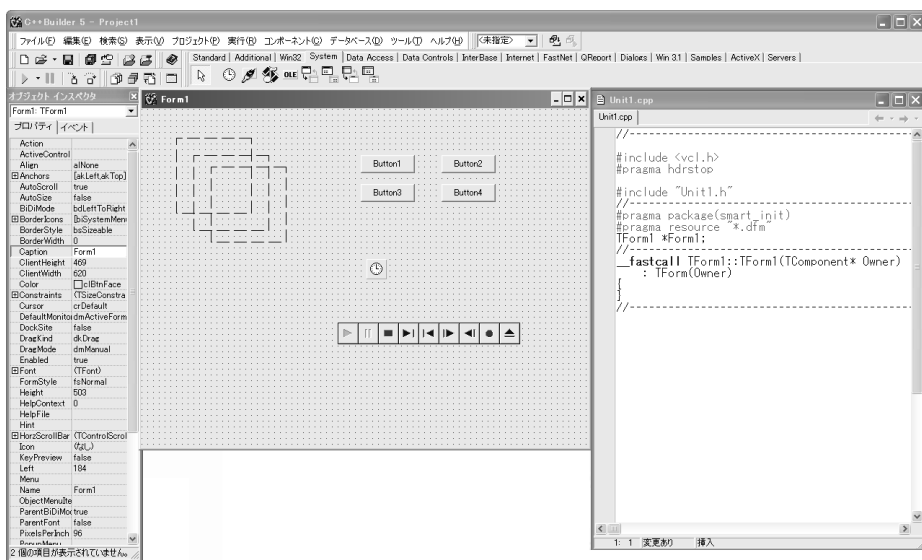 C++Builder 5 - Project1
ファイル(F) 編集(E) 検索(S) 表示(V) プロジェクト(P) 実行(R) コンポーネント(C) データベース(D) ツール(T) ヘルプ(H) <未指定>
Standard | Additional | Win32 | System | Data Access | Data Controls | InterBase | Internet | FastNet | QReport | Dialogs | Win 3.1 | Samples | ActiveX | Servers |
OLE
オブジェクト インスペクタ
Form1: TForm1
プロパティ イベント
Action
ActiveControl
Align alNone
Anchors [akLeft,akTop]
AutoScroll true
AutoSize false
BiDiMode bdLeftToRight
BorderIcons [biSystemMen
BorderStyle bsSizeable
BorderWidth 0
Caption Form1
ClientHeight 469
ClientWidth 620
Color clBtnFace
Constraints (TSizeConstra
Cursor crDefault
DefaultMonito dmActiveForm
DockSite false
DragKind dkDrag
DragMode dmManual
Enabled true
Font (TFont)
FormStyle fsNormal
Height 503
HelpContext 0
HelpFile
Hint
HorzScrollBar (TControlScrol
Icon (なし)
KeyPreview false
Left 184
Menu
Name Form1
ObjectMenuIte
ParentBiDiMoc true
ParentFont false
PixelsPerInch 96
PopupMenu
2 個の項目が表示されていません。
Form1
Button1 Button2
Button3 Button4
Unit1.cpp
Unit1.cpp
//---------------------------------
#include <vcl.h>
#pragma hdrstop
#include "Unit1.h"
//---------------------------------
#pragma package(smart_init)
#pragma resource "*.dfm"
TForm1 *Form1;
//---------------------------------
__fastcall TForm1::TForm1(TComponent* Owner)
: TForm(Owner)
{
}
//---------------------------------
1: 1 変更あり 挿入